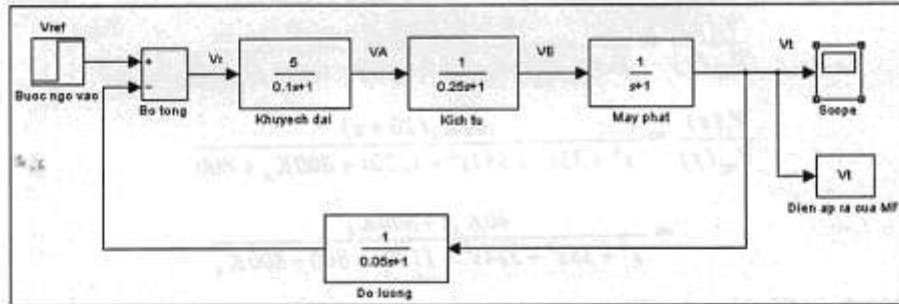 Vref
Buoc ngo vao
+
−
Bo tong
Vr
5
0.1s+1
Khuyech dai
VA
1
0.25s+1
Kich tu
VE
1
s+1
May phat
Vt
Scope
Vt
Dien ap ra cua MF
1
0.05s+1
Do luong